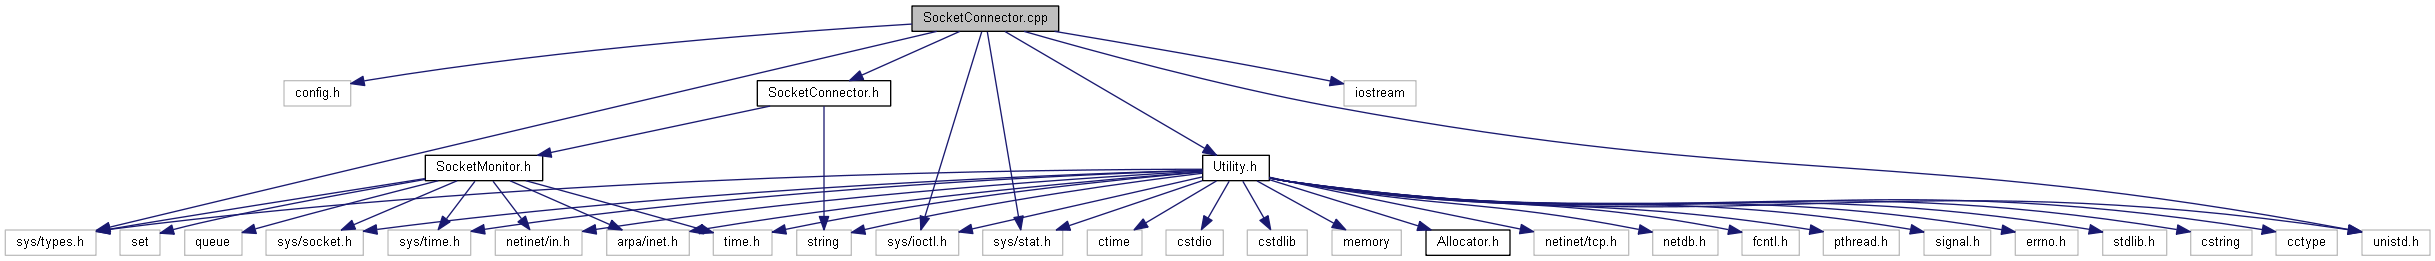 SocketConnector.cpp
config.h
SocketConnector.h
iostream
SocketMonitor.h
Utility.h
sys/types.h
set
queue
sys/socket.h
sys/time.h
netinet/in.h
arpa/inet.h
time.h
string
sys/ioctl.h
sys/stat.h
ctime
cstdio
cstdlib
memory
Allocator.h
netinet/tcp.h
netdb.h
fcntl.h
pthread.h
signal.h
errno.h
stdlib.h
cstring
cctype
unistd.h